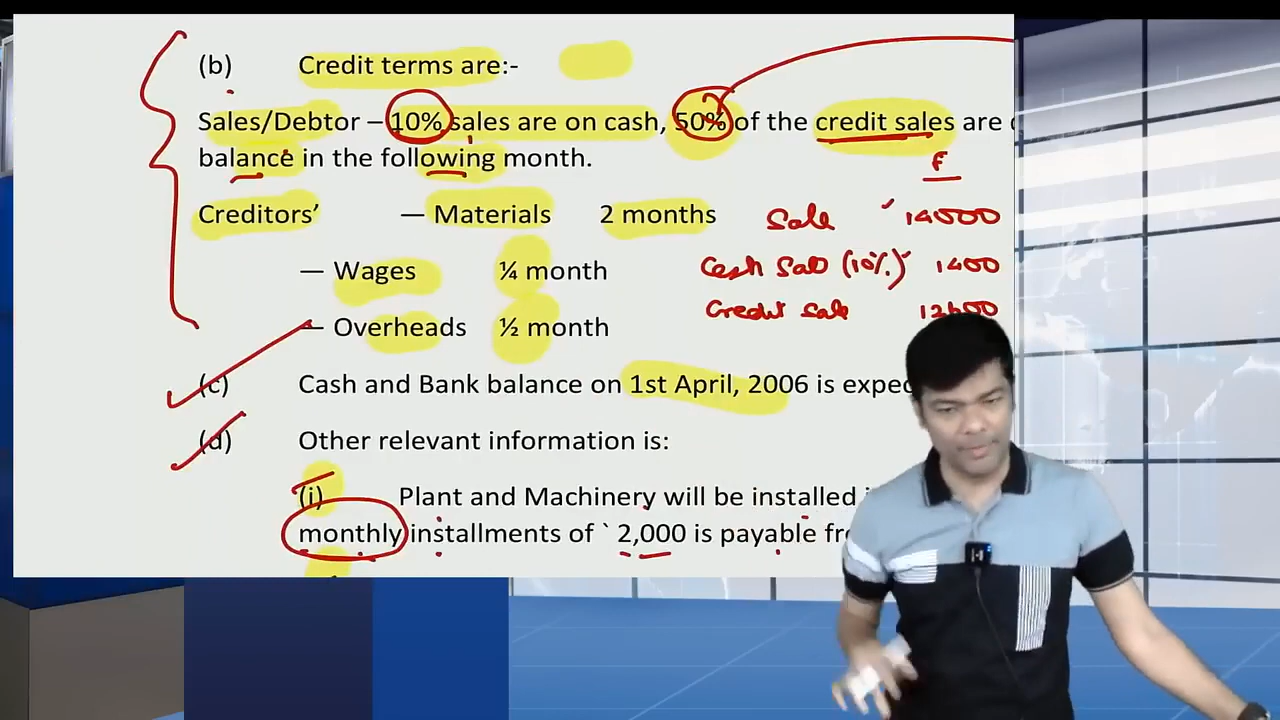 (b) Credit terms are:-
Sales/Debtor – 10% sales are on cash, 50% of the credit sales are
balance in the following month.
F
Creditors’ — Materials 2 months Sale 14000
— Wages ¼ month Cash Sale (10%) 1400
— Overheads ½ month Credit Sale 12600
(c) Cash and Bank balance on 1st April, 2006 is
(d) Other relevant information is:
(i) Plant and Machinery will be installed
monthly installments of ` 2,000 is payable